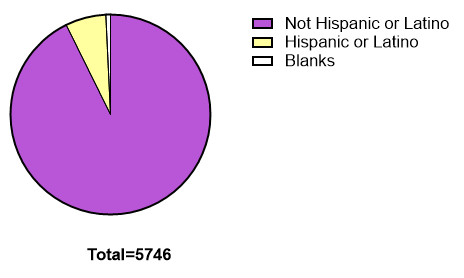 Not Hispanic or Latino
Hispanic or Latino
Blanks
Total=5746